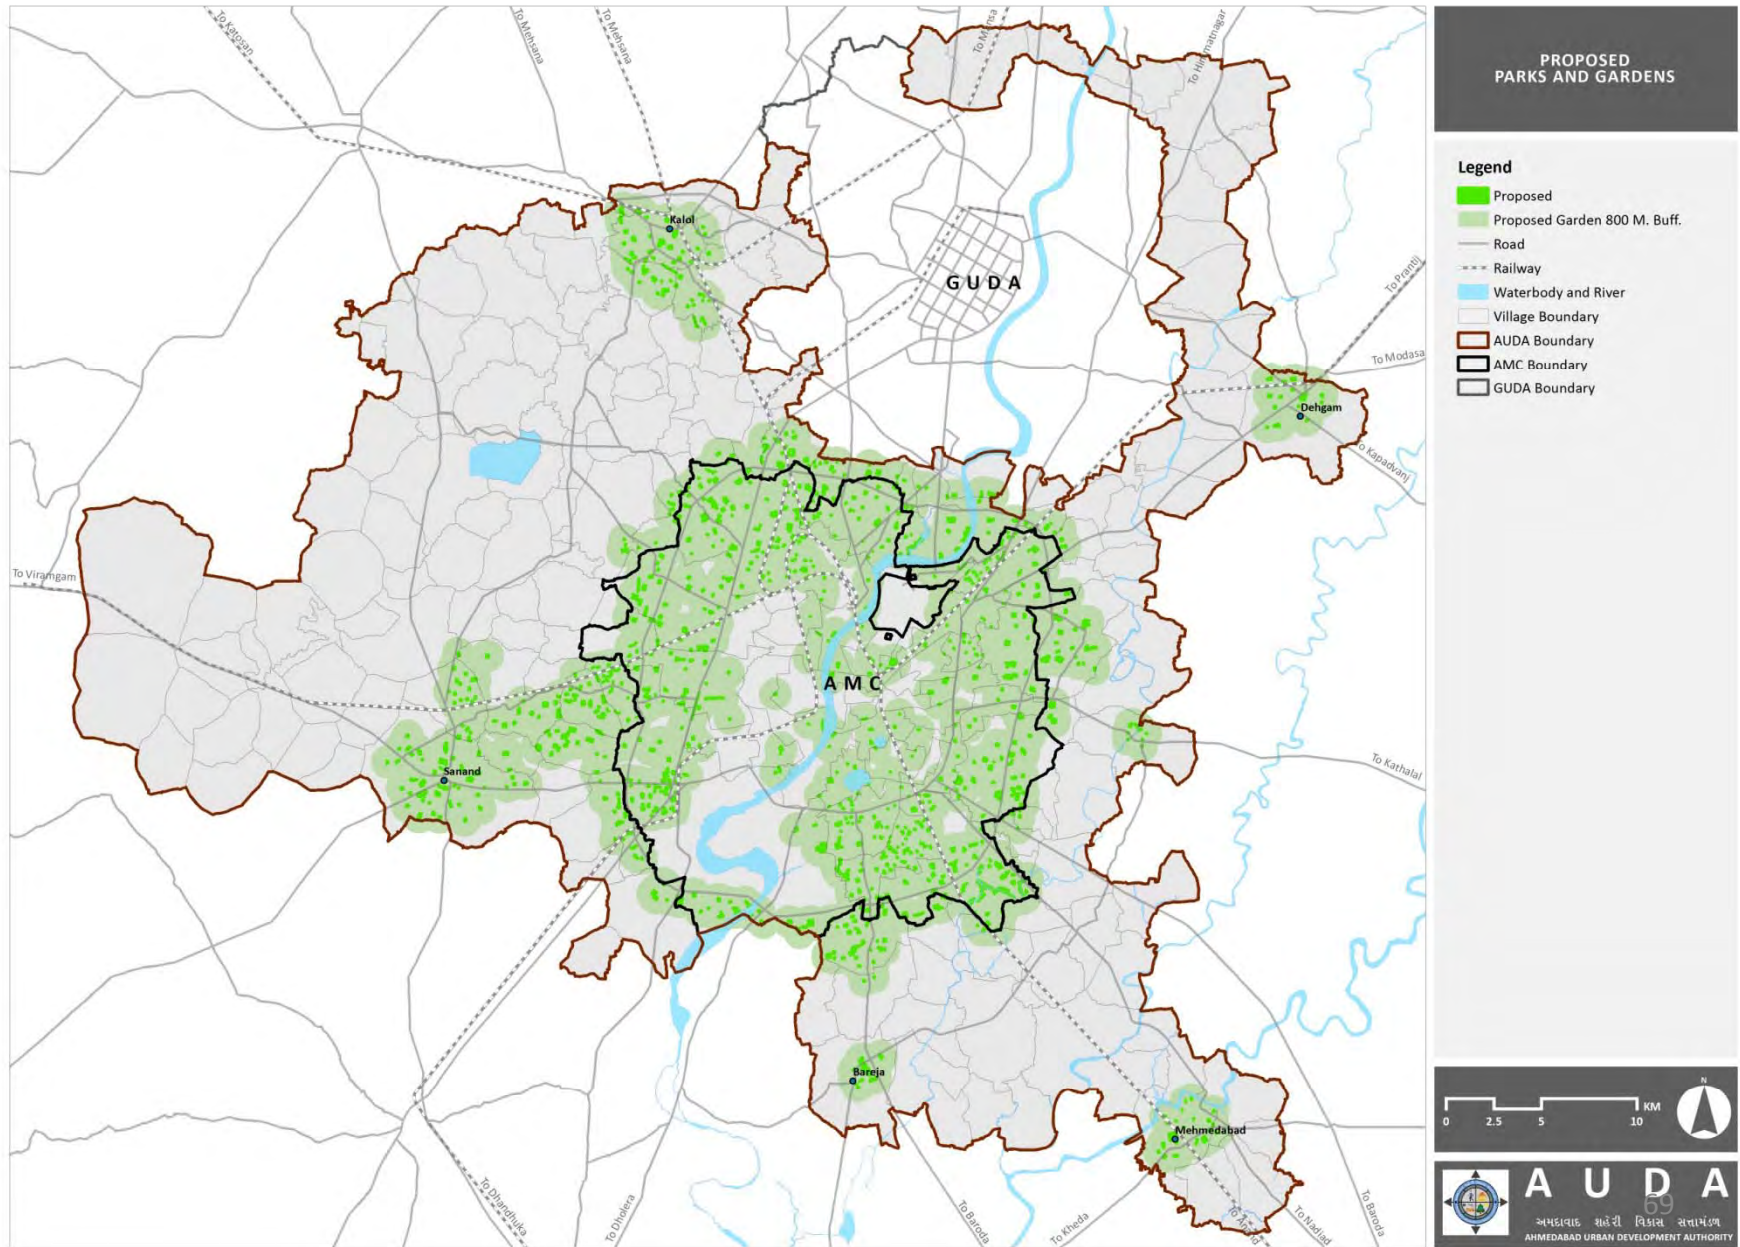 PROPOSED
PARKS AND GARDENS
Legend
Proposed
Proposed Garden 800 M. Buff.
Road
Railway
Waterbody and River
Village Boundary
AUDA Boundary
AMC Boundary
GUDA Boundary
To Katosan
To Mehsana
To Mehsana
To Mansa
To Himmatnagar
Kalol
GUDA
To Prantij
To Modasa
Dehgam
To Kapadvanj
To Viramgam
AMC
Sanand
To Kathalal
Bareja
Mehmedabad
To Dhandhuka
To Dholera
To Baroda
To Kheda
To Anand
To Nadiad
To Baroda
N
KM
0 2.5 5 10
A U D A
69
અમદાવાદ શહેરી વિકાસ સત્તામંડળ
AHMEDABAD URBAN DEVELOPMENT AUTHORITY